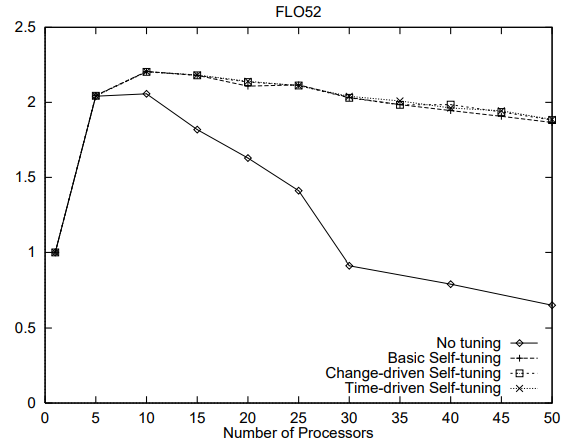 FLO52
2.5
2
1.5
1
0.5
0
0 5 10 15 20 25 30 35 40 45 50
Number of Processors
No tuning
Basic Self-tuning
Change-driven Self-tuning
Time-driven Self-tuning